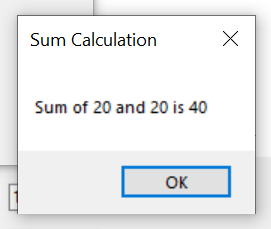 Sum Calculation
Sum of 20 and 20 is 40
OK